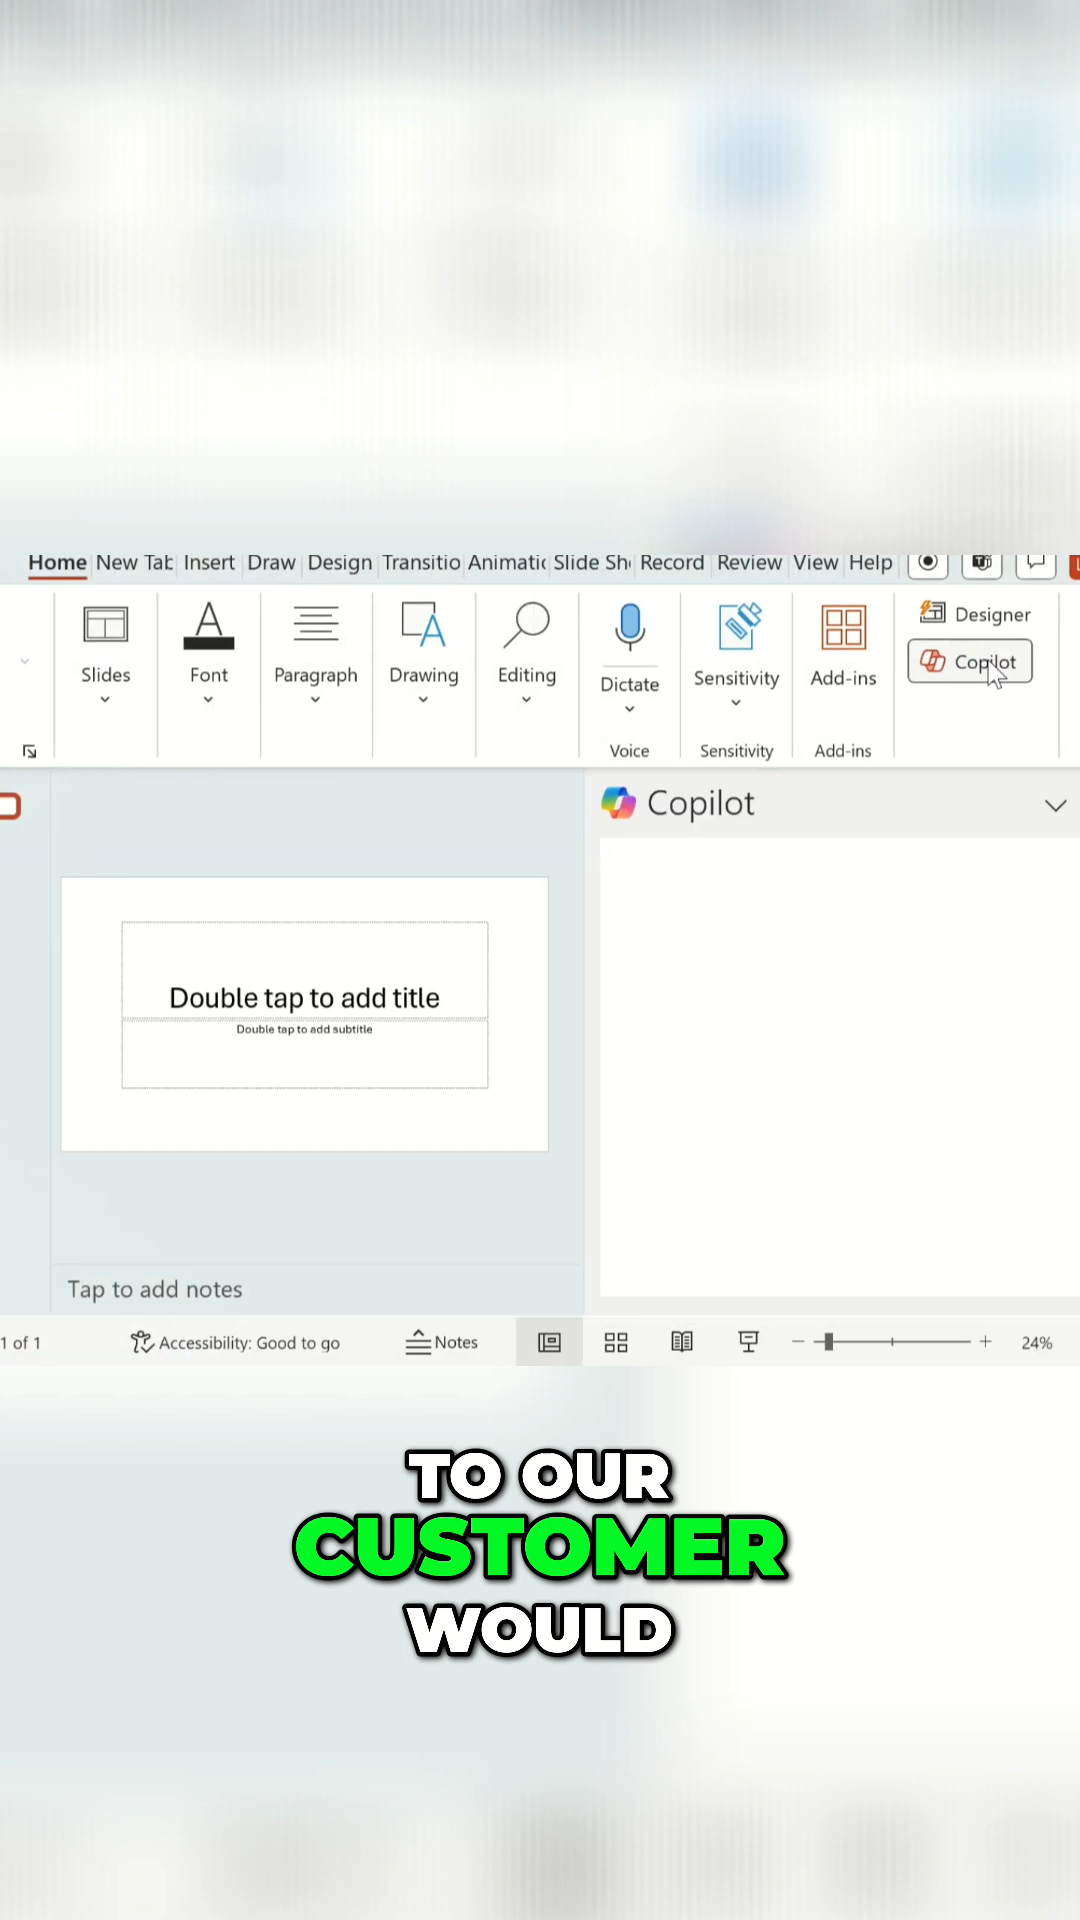 Home New Tab Insert Draw Design Transitio Animatic Slide Sh Record Review View Help
Designer
Copilot
Slides Font Paragraph Drawing Editing Dictate Sensitivity Add-ins
Voice Sensitivity Add-ins
Copilot
Double tap to add title
Double tap to add subtitle
Tap to add notes
1 of 1 Accessibility: Good to go Notes 24%
TO OUR
CUSTOMER
WOULD